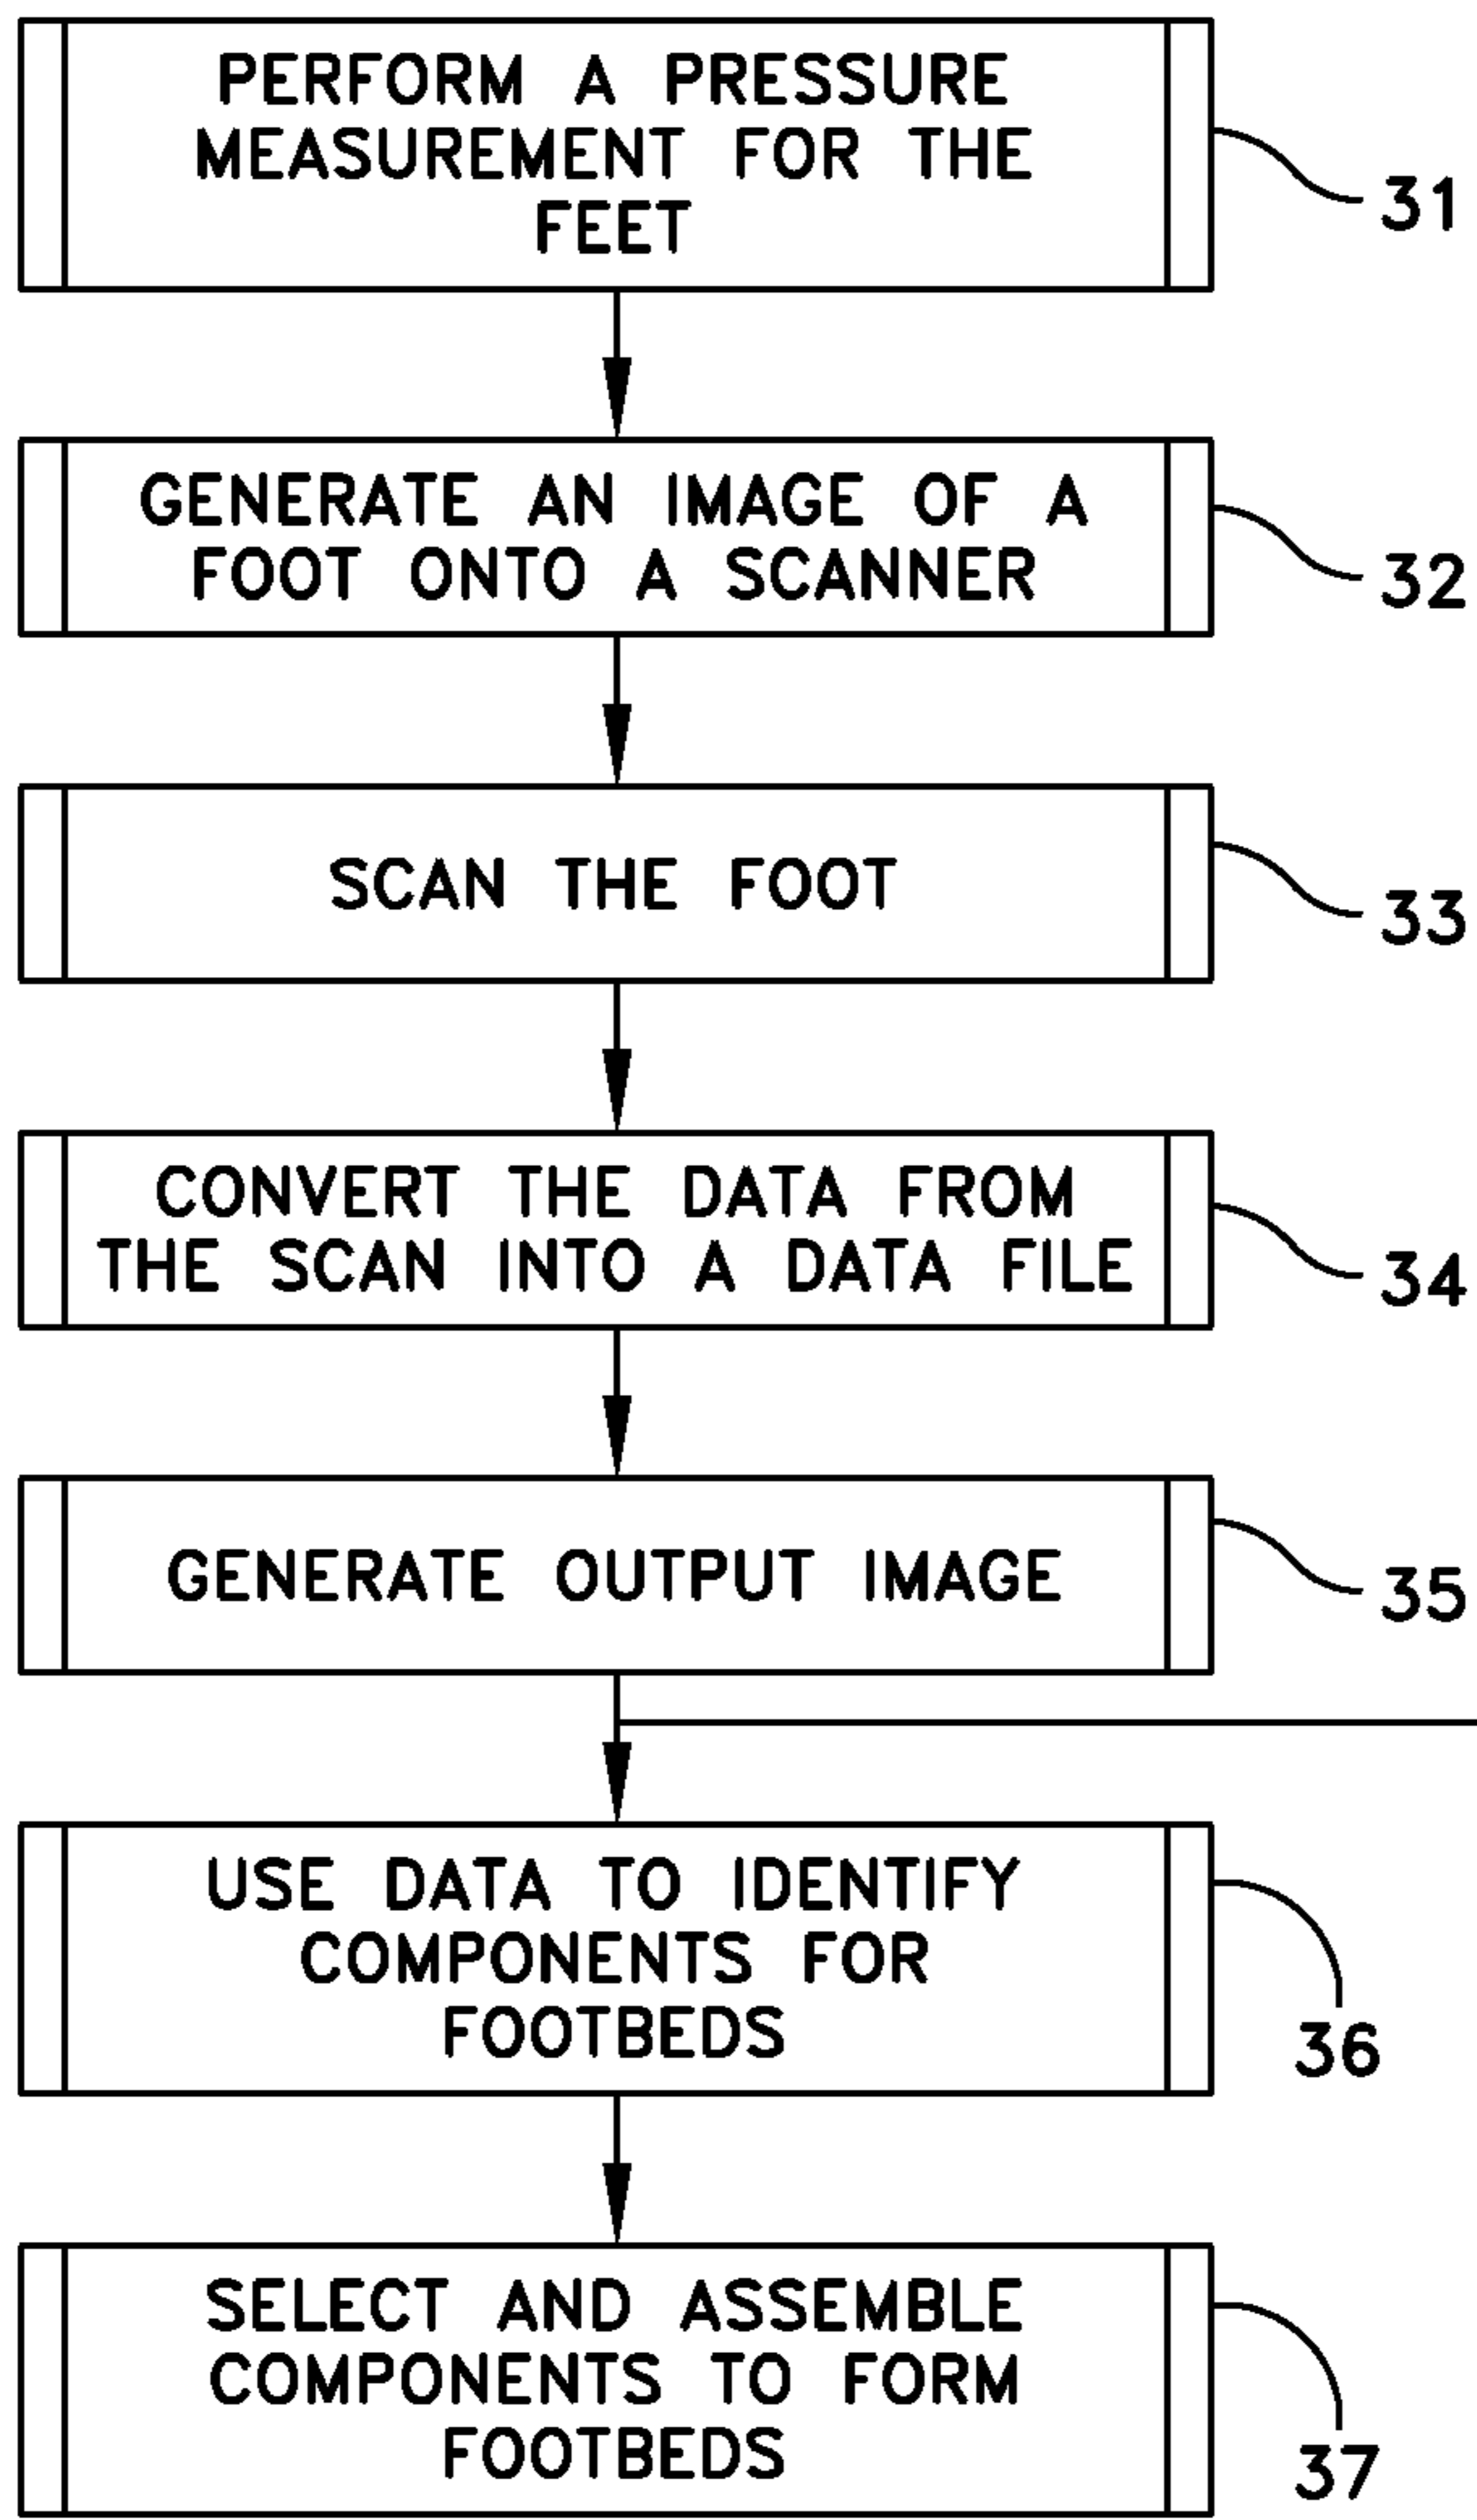 PERFORM A PRESSURE
MEASUREMENT FOR THE
FEET
31
GENERATE AN IMAGE OF A
FOOT ONTO A SCANNER
32
SCAN THE FOOT
33
CONVERT THE DATA FROM
THE SCAN INTO A DATA FILE
34
GENERATE OUTPUT IMAGE
35
USE DATA TO IDENTIFY
COMPONENTS FOR
FOOTBEDS
36
SELECT AND ASSEMBLE
COMPONENTS TO FORM
FOOTBEDS
37